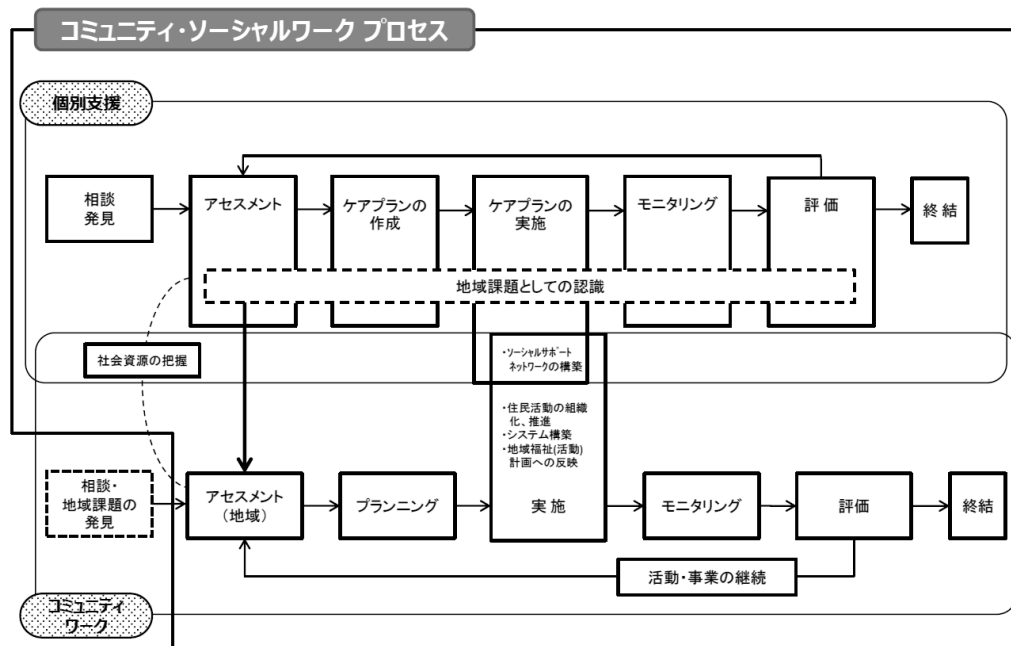 コミュニティ・ソーシャルワーク プロセス
個別支援
相談
発見
アセスメント
ケアプランの
作成
ケアプランの
実施
モニタリング
評 価
終 結
地域課題としての認識
社会資源の把握
・ソーシャルサポート
ネットワークの構築
・住民活動の組織
化、推進
・システム構築
・地域福祉(活動)
計画への反映
相談・
地域課題の
発見
アセスメント
(地域)
プランニング
実 施
モニタリング
評価
終結
活動・事業の継続
コミュニティ
ワーク